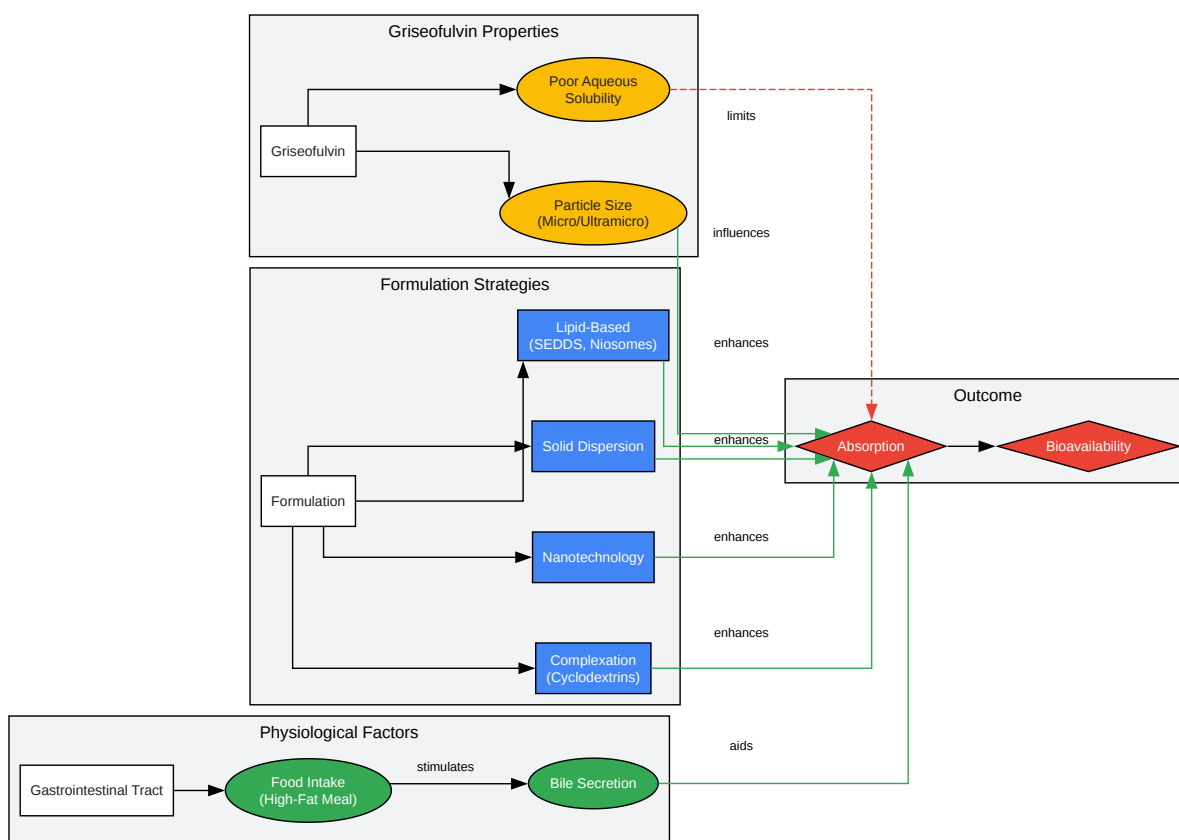 Griseofulvin Properties
Poor Aqueous
Solubility
limits
Griseofulvin
Particle Size
(Micro/Ultramicro)
influences
Formulation Strategies
Lipid-Based
(SEDDS, Niosomes)
enhances
Outcome
Solid Dispersion
enhances
Absorption
Bioavailability
Formulation
Nanotechnology
enhances
enhances
Complexation
(Cyclodextrins)
Physiological Factors
aids
stimulates
Gastrointestinal Tract
Food Intake
(High-Fat Meal)
Bile Secretion